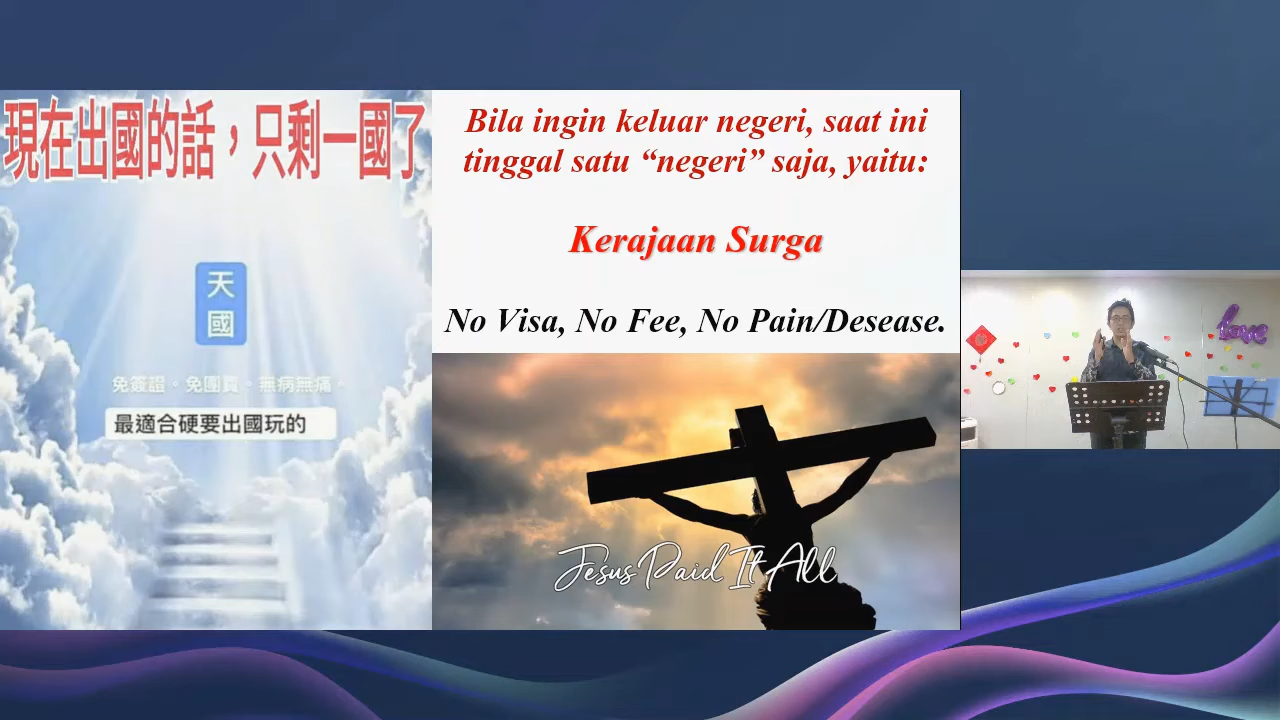 現在出國的話，只剩一國了
天
國
免簽證。免團費。無病無痛。
最適合硬要出國玩的
Bila ingin keluar negeri, saat ini
tinggal satu “negeri” saja, yaitu:
Kerajaan Surga
No Visa, No Fee, No Pain/Desease.
Jesus Paid It All
love